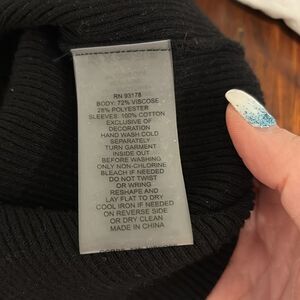 RN 93178
BODY: 72% VISCOSE
28% POLYESTER
SLEEVES: 100% COTTON
EXCLUSIVE OF
DECORATION
HAND WASH COLD
SEPARATELY
TURN GARMENT
INSIDE OUT
BEFORE WASHING
ONLY NON-CHLORINE
BLEACH IF NEEDED
DO NOT TWIST
OR WRING
RESHAPE AND
LAY FLAT TO DRY
COOL IRON IF NEEDED
ON REVERSE SIDE
OR DRY CLEAN
MADE IN CHINA